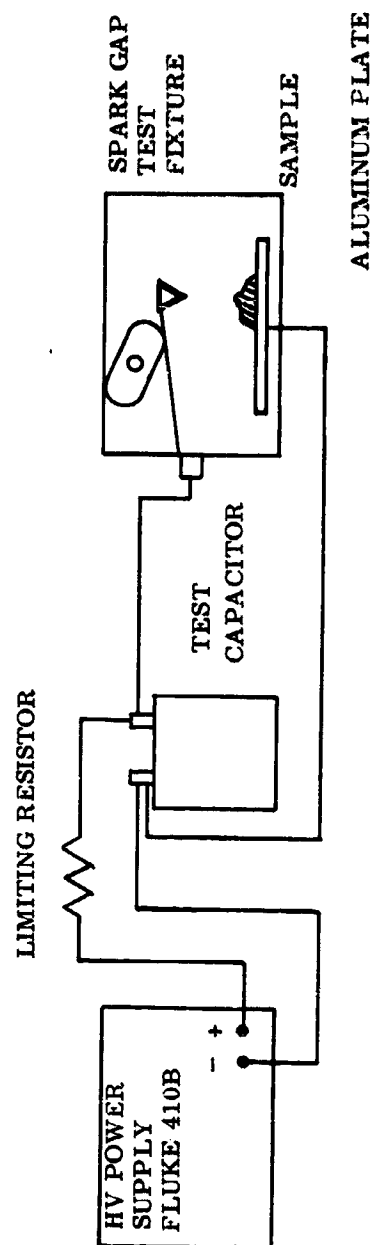 HV POWER
SUPPLY
FLUKE 410B
− +
LIMITING RESISTOR
TEST
CAPACITOR
SPARK GAP
TEST
FIXTURE
SAMPLE
ALUMINUM PLATE